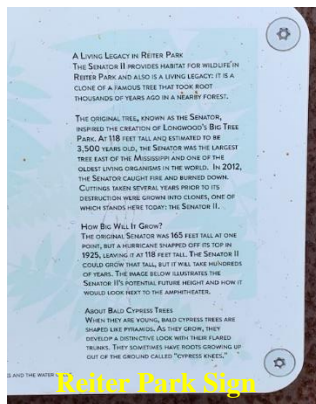 A Living Legacy in Reiter Park
The Senator II provides habitat for wildlife in
Reiter Park and also is a living legacy: it is a
clone of a famous tree that took root
thousands of years ago in a nearby forest.
The original tree, known as the Senator,
inspired the creation of Longwood's Big Tree
Park. At 118 feet tall and estimated to be
3,500 years old, the Senator was the largest
tree east of the Mississippi and one of the
oldest living organisms in the world. In 2012,
the Senator caught fire and burned down.
Cuttings taken several years prior to its
destruction were grown into clones, one of
which stands here today: the Senator II.
How Big Will It Grow?
The original Senator was 165 feet tall at one
point, but a hurricane snapped off its top in
1925, leaving it at 118 feet tall. The Senator II
could grow that tall, but it will take hundreds
of years. The image below illustrates the
Senator II's potential future height and how it
would look next to the amphitheater.
About Bald Cypress Trees
When they are young, bald cypress trees are
shaped like pyramids. As they grow, they
develop a distinctive look with their flared
trunks. They sometimes have roots growing up
out of the ground called "cypress knees."
and the water
Reiter Park Sign